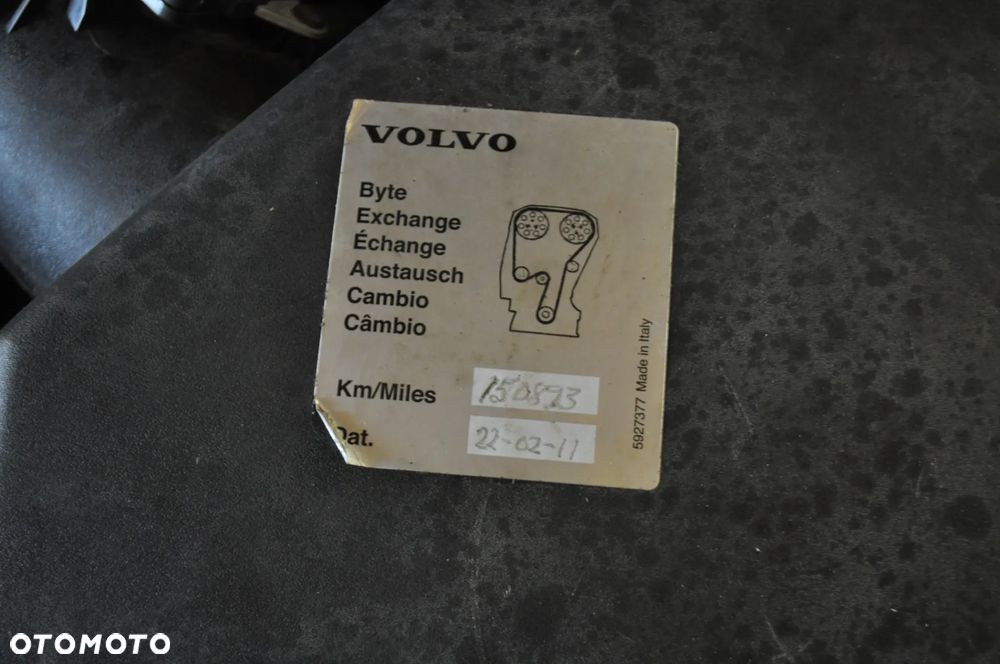 VOLVO
Byte
Exchange
Échange
Austausch
Cambio
Câmbio
Km/Miles 150893
Dat. 22-02-11
5927377 Made in Italy
OTOMOTO